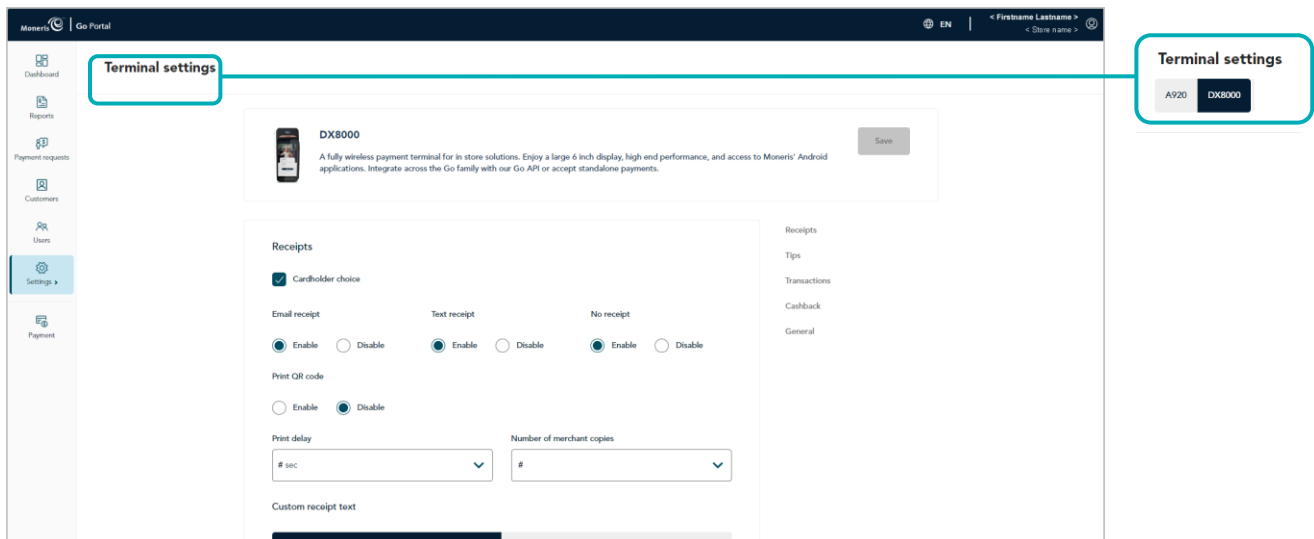 Moneris Go Portal
EN
< Firstname Lastname >
< Store name >
Dashboard
Reports
Payment requests
Customers
Users
Settings
Payment
Terminal settings
Terminal settings
A920 DX8000
DX8000
A fully wireless payment terminal for in store solutions. Enjoy a large 6 inch display, high end performance, and access to Moneris' Android
applications. Integrate across the Go family with our Go API or accept standalone payments.
Save
Receipts
Cardholder choice
Email receipt Text receipt No receipt
Enable Disable Enable Disable Enable Disable
Print QR code
Enable Disable
Print delay Number of merchant copies
# sec #
Custom receipt text
Receipts
Tips
Transactions
Cashback
General